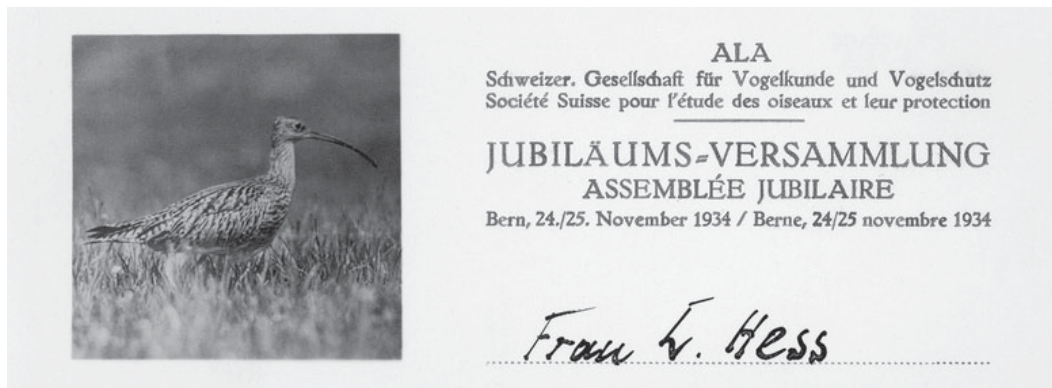 ALA
Schweizer. Gesellschaft für Vogelkunde und Vogelschutz
Société Suisse pour l'étude des oiseaux et leur protection
JUBILÄUMS=VERSAMMLUNG
ASSEMBLÉE JUBILAIRE
Bern, 24./25. November 1934 / Berne, 24/25 novembre 1934
Frau Hess